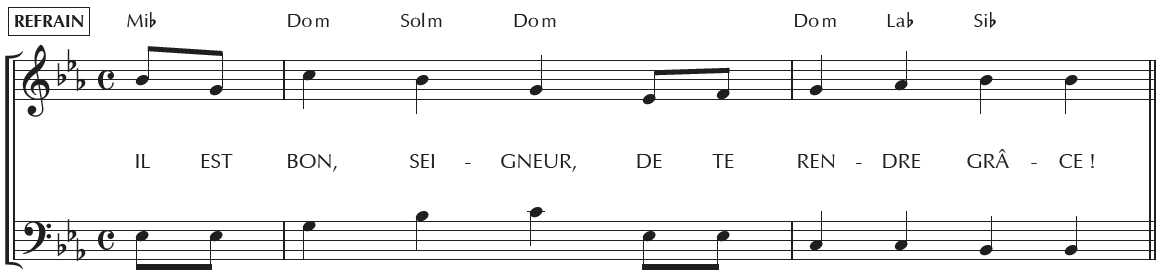 REFRAIN Mi♭ Dom Solm Dom Dom La♭ Si♭
IL EST BON, SEI - GNEUR, DE TE REN - DRE GRÂ - CE !